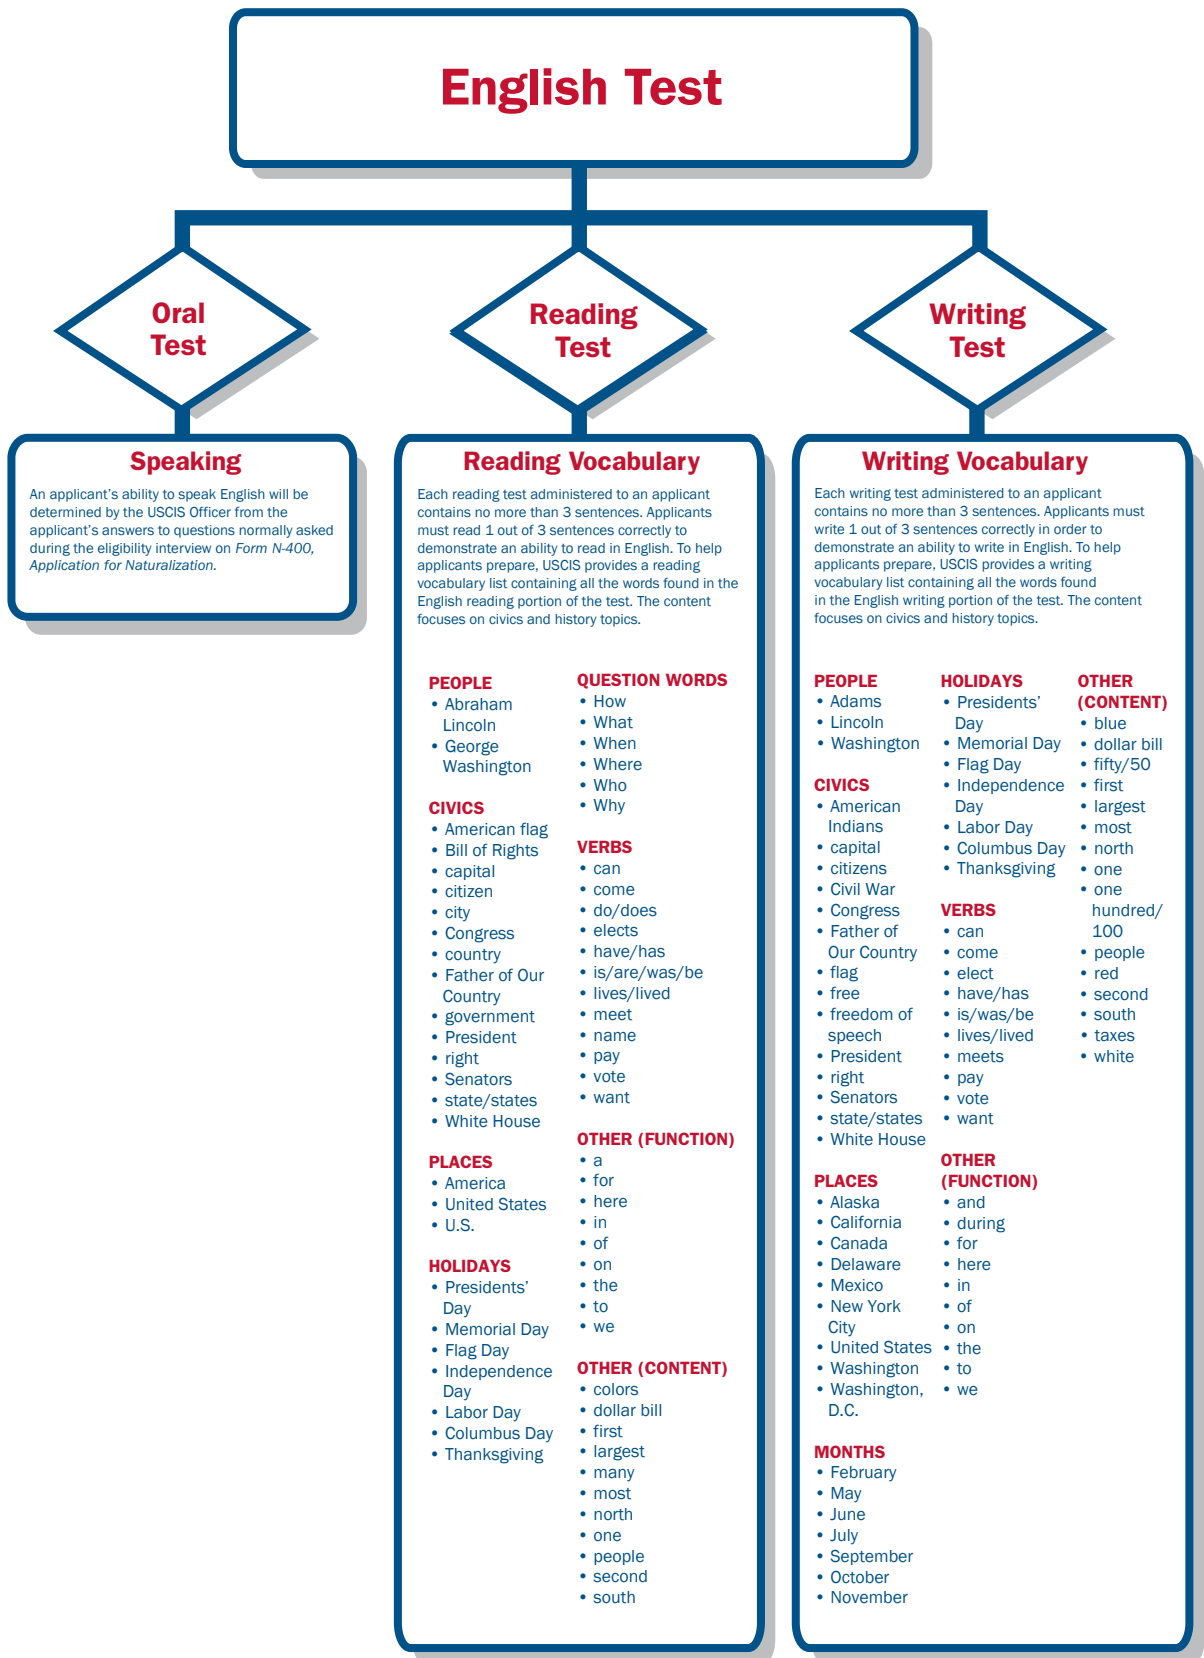 English Test
Oral
Test
Reading
Test
Writing
Test
Speaking
An applicant's ability to speak English will be
determined by the USCIS Officer from the
applicant's answers to questions normally asked
during the eligibility interview on Form N-400,
Application for Naturalization.
Reading Vocabulary
Each reading test administered to an applicant
contains no more than 3 sentences. Applicants
must read 1 out of 3 sentences correctly to
demonstrate an ability to read in English. To help
applicants prepare, USCIS provides a reading
vocabulary list containing all the words found in the
English reading portion of the test. The content
focuses on civics and history topics.
PEOPLE
• Abraham
Lincoln
• George
Washington
CIVICS
• American flag
• Bill of Rights
• capital
• citizen
• city
• Congress
• country
• Father of Our
Country
• government
• President
• right
• Senators
• state/states
• White House
PLACES
• America
• United States
• U.S.
HOLIDAYS
• Presidents'
Day
• Memorial Day
• Flag Day
• Independence
Day
• Labor Day
• Columbus Day
• Thanksgiving
QUESTION WORDS
• How
• What
• When
• Where
• Who
• Why
VERBS
• can
• come
• do/does
• elects
• have/has
• is/are/was/be
• lives/lived
• meet
• name
• pay
• vote
• want
OTHER (FUNCTION)
• a
• for
• here
• in
• of
• on
• the
• to
• we
OTHER (CONTENT)
• colors
• dollar bill
• first
• largest
• many
• most
• north
• one
• people
• second
• south
Writing Vocabulary
Each writing test administered to an applicant
contains no more than 3 sentences. Applicants must
write 1 out of 3 sentences correctly in order to
demonstrate an ability to write in English. To help
applicants prepare, USCIS provides a writing
vocabulary list containing all the words found
in the English writing portion of the test. The content
focuses on civics and history topics.
PEOPLE
• Adams
• Lincoln
• Washington
CIVICS
• American
Indians
• capital
• citizens
• Civil War
• Congress
• Father of
Our Country
• flag
• free
• freedom of
speech
• President
• right
• Senators
• state/states
• White House
PLACES
• Alaska
• California
• Canada
• Delaware
• Mexico
• New York
City
• United States
• Washington
• Washington,
D.C.
MONTHS
• February
• May
• June
• July
• September
• October
• November
HOLIDAYS
• Presidents'
Day
• Memorial Day
• Flag Day
• Independence
Day
• Labor Day
• Columbus Day
• Thanksgiving
VERBS
• can
• come
• elect
• have/has
• is/was/be
• lives/lived
• meets
• pay
• vote
• want
OTHER
(FUNCTION)
• and
• during
• for
• here
• in
• of
• on
• the
• to
• we
OTHER
(CONTENT)
• blue
• dollar bill
• fifty/50
• first
• largest
• most
• north
• one
• one
hundred/
100
• people
• red
• second
• south
• taxes
• white